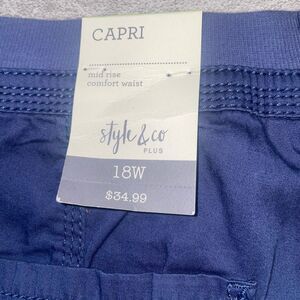 CAPRI
mid rise
comfort waist
style & co
PLUS
18W
$34.99